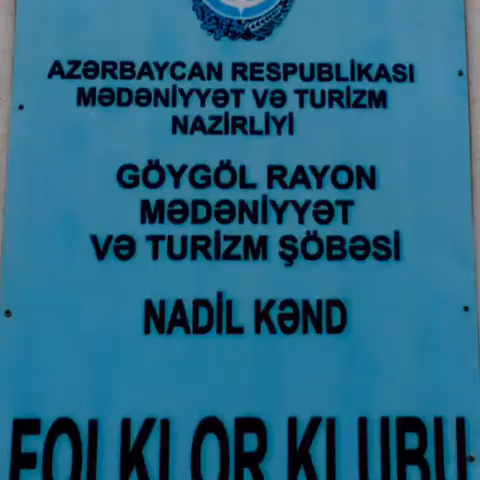 AZƏRBAYCAN RESPUBLİKASI
MƏDƏNİYYƏT VƏ TURİZM
NAZİRLİYİ
GÖYGÖL RAYON
MƏDƏNİYYƏT
VƏ TURİZM ŞÖBƏSİ
NADİL KƏND
FOLKLOR KLUBU